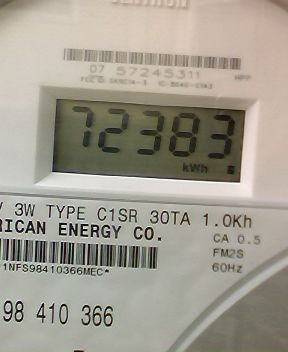 07 57245311
72383
kWh
V 3W TYPE C1SR 30TA 1.0Kh
RICAN ENERGY CO.
CA 0.5
FM2S
60Hz
1NFS98410366MEC*
98 410 366